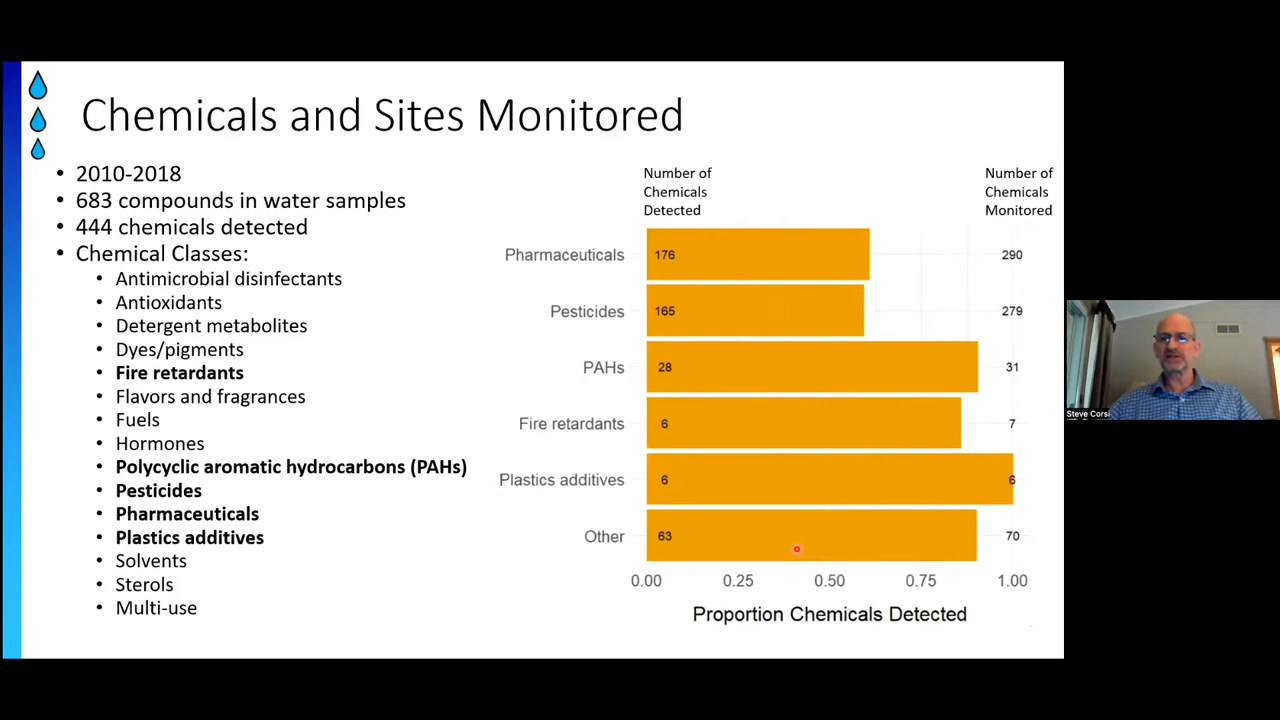 Chemicals and Sites Monitored
• 2010-2018
• 683 compounds in water samples
• 444 chemicals detected
• Chemical Classes:
• Antimicrobial disinfectants
• Antioxidants
• Detergent metabolites
• Dyes/pigments
• Fire retardants
• Flavors and fragrances
• Fuels
• Hormones
• Polycyclic aromatic hydrocarbons (PAHs)
• Pesticides
• Pharmaceuticals
• Plastics additives
• Solvents
• Sterols
• Multi-use
Number of
Chemicals
Detected
Number of
Chemicals
Monitored
Pharmaceuticals 176 290
Pesticides 165 279
PAHs 28 31
Fire retardants 6 7
Plastics additives 6 6
Other 63 70
0.00 0.25 0.50 0.75 1.00
Proportion Chemicals Detected
Steve Corsi